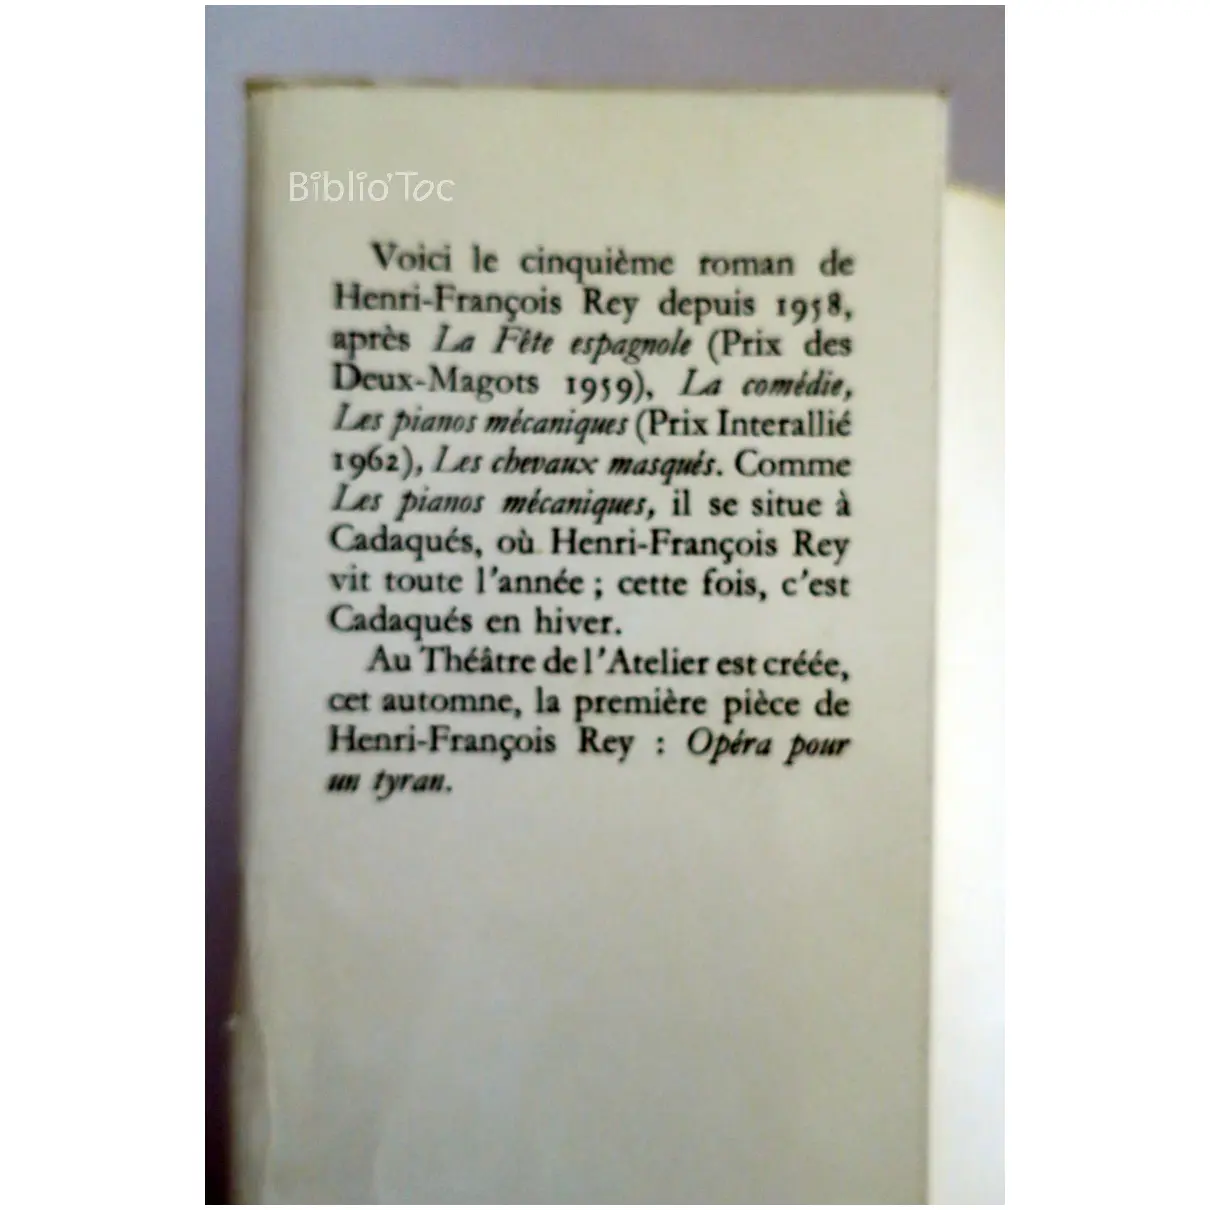 Biblio'Toc
Voici le cinquième roman de
Henri-François Rey depuis 1958,
après La Fête espagnole (Prix des
Deux-Magots 1959), La comédie,
Les pianos mécaniques (Prix Interallié
1962), Les chevaux masqués. Comme
Les pianos mécaniques, il se situe à
Cadaqués, où Henri-François Rey
vit toute l'année ; cette fois, c'est
Cadaqués en hiver.
Au Théâtre de l'Atelier est créée,
cet automne, la première pièce de
Henri-François Rey : Opéra pour
un tyran.